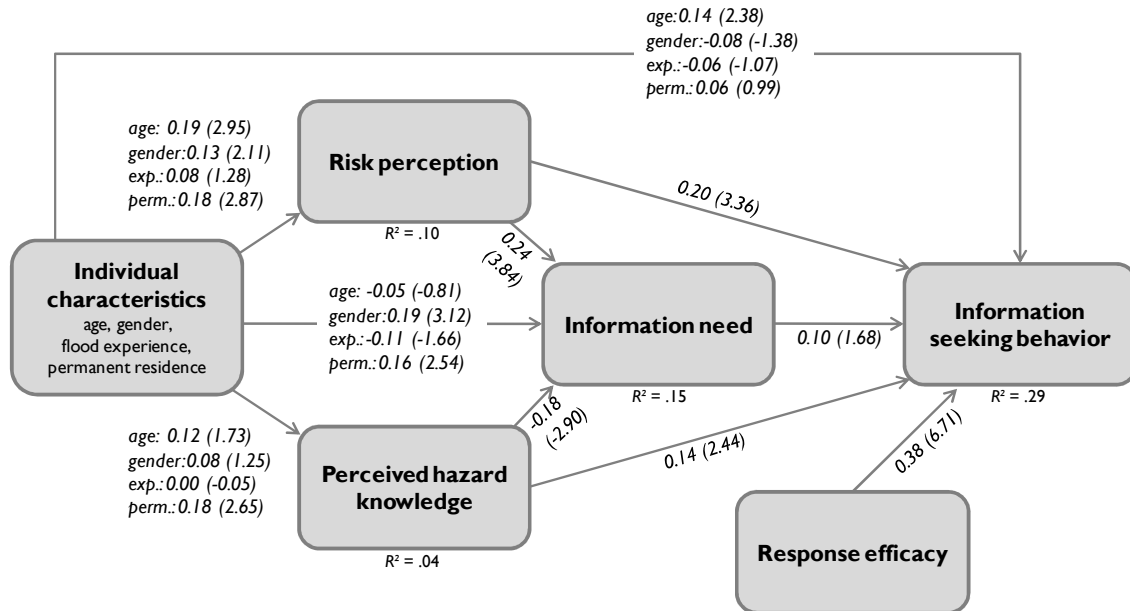 age:0.14 (2.38)
gender:-0.08 (-1.38)
exp.:-0.06 (-1.07)
perm.:0.06 (0.99)
age: 0.19 (2.95)
gender:0.13 (2.11)
exp.:0.08 (1.28)
perm.:0.18 (2.87)
Risk perception
R² = .10
0.20 (3.36)
0.24
(3.84)
Individual
characteristics
age, gender,
flood experience,
permanent residence
age: -0.05 (-0.81)
gender:0.19 (3.12)
exp.:-0.11 (-1.66)
perm.:0.16 (2.54)
Information need
R² = .15
0.10 (1.68)
Information
seeking behavior
R² = .29
-0.18
(-2.90)
0.14 (2.44)
0.38 (6.71)
age: 0.12 (1.73)
gender:0.08 (1.25)
exp.:0.00 (-0.05)
perm.:0.18 (2.65)
Perceived hazard
knowledge
R² = .04
Response efficacy